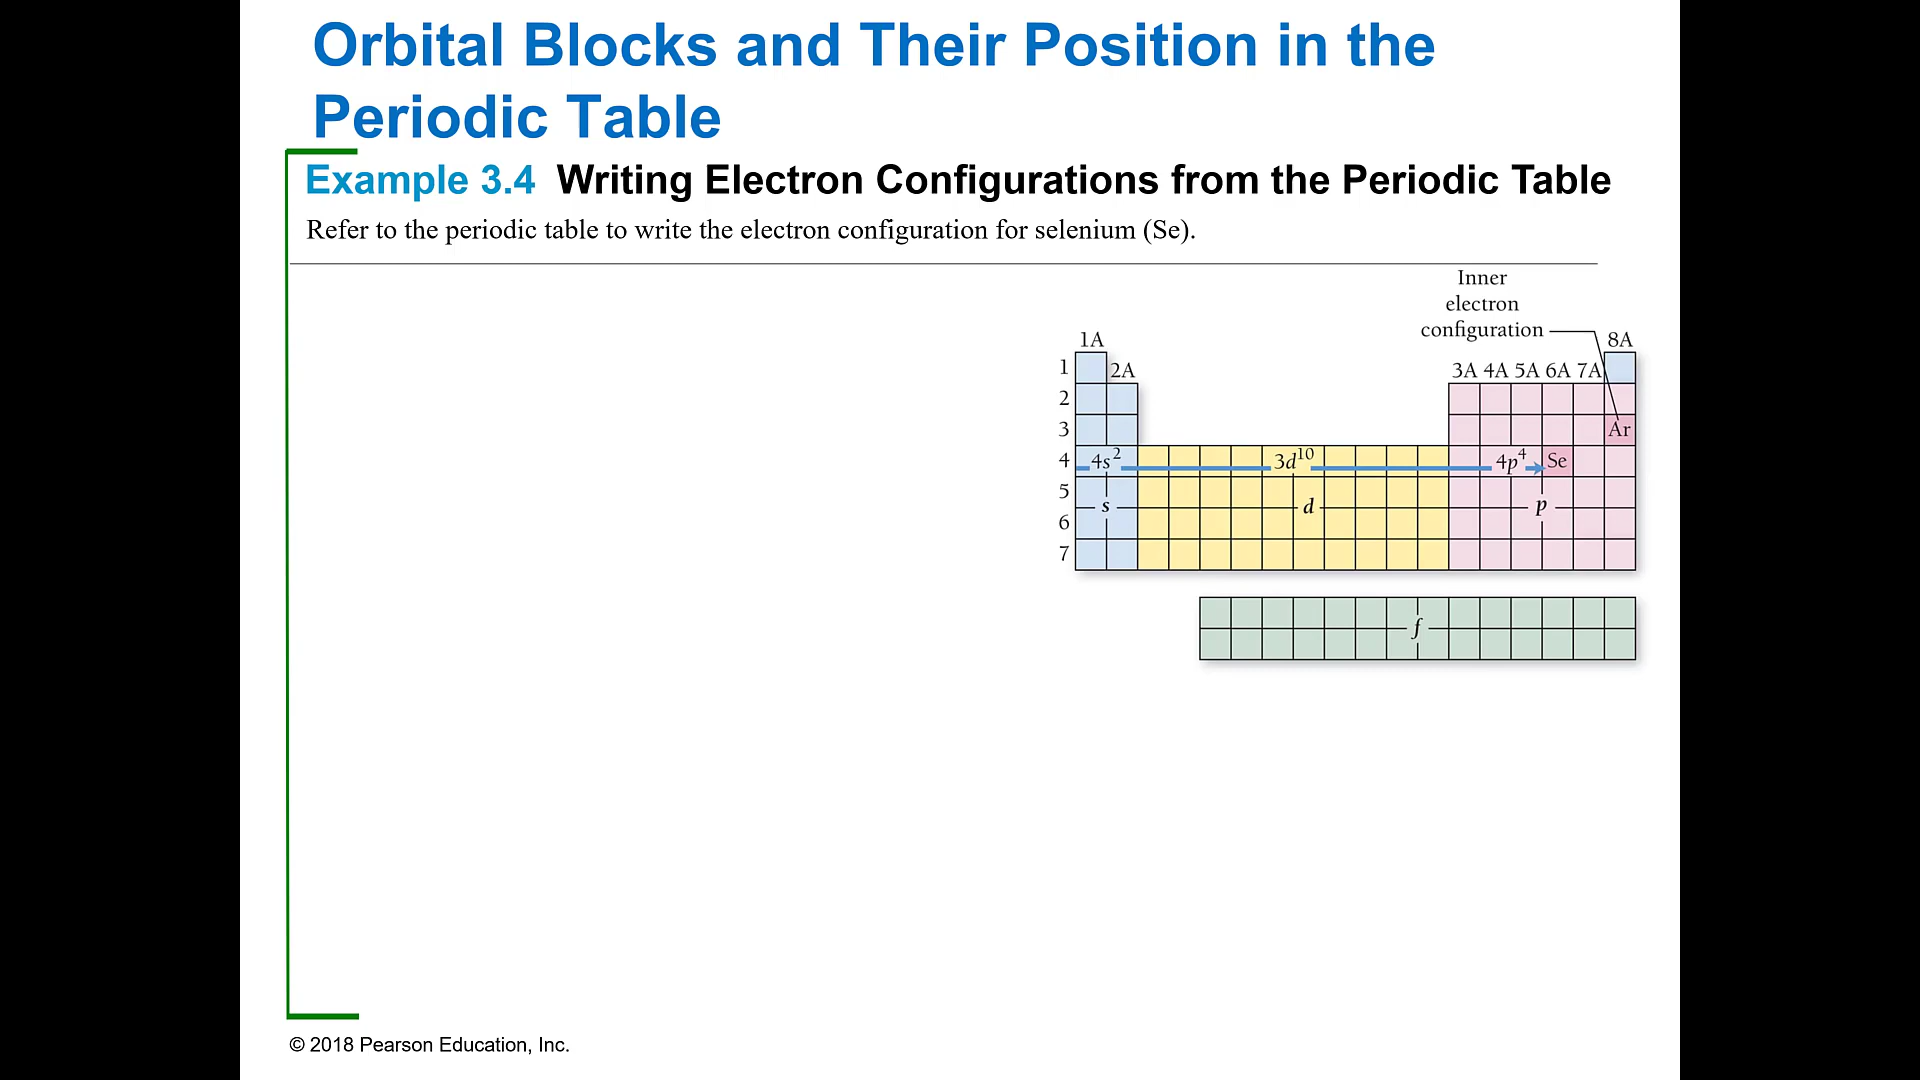 Orbital Blocks and Their Position in the
Periodic Table
Example 3.4 Writing Electron Configurations from the Periodic Table
Refer to the periodic table to write the electron configuration for selenium (Se).
Inner
electron
configuration
1A 8A
1 2A 3A 4A 5A 6A 7A
2
3 Ar
4 4s² 3d¹⁰ 4p⁴ Se
5
s d p
6
7
f
© 2018 Pearson Education, Inc.